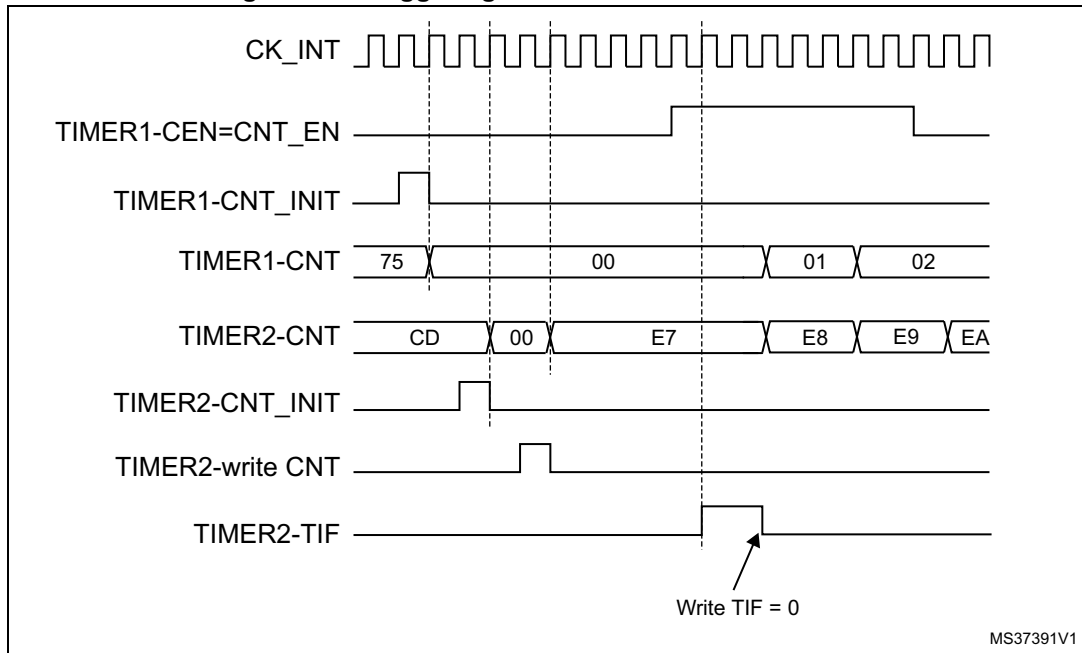 CK_INT
TIMER1-CEN=CNT_EN
TIMER1-CNT_INIT
TIMER1-CNT 75 00 01 02
TIMER2-CNT CD 00 E7 E8 E9 EA
TIMER2-CNT_INIT
TIMER2-write CNT
TIMER2-TIF
Write TIF = 0
MS37391V1